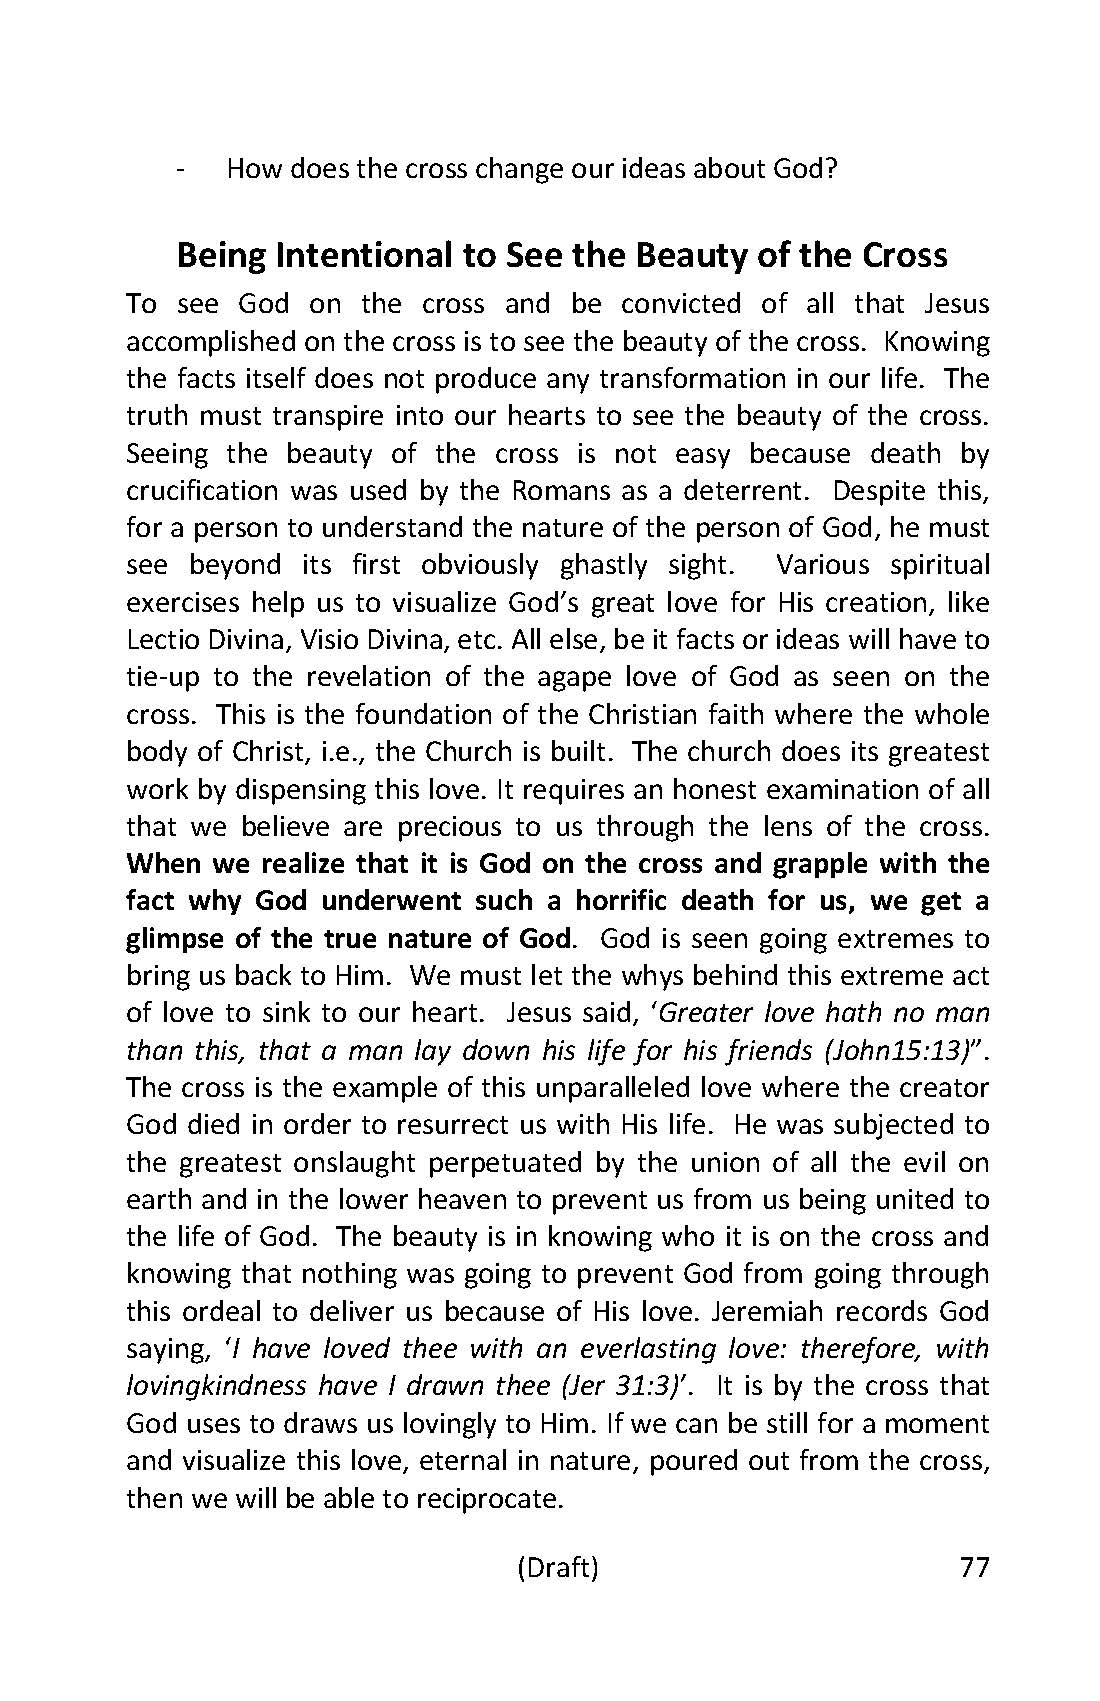 - How does the cross change our ideas about God?
Being Intentional to See the Beauty of the Cross
To see God on the cross and be convicted of all that Jesus
accomplished on the cross is to see the beauty of the cross.  Knowing
the facts itself does not produce any transformation in our life.  The
truth must transpire into our hearts to see the beauty of the cross.
Seeing the beauty of the cross is not easy because death by
crucification was used by the Romans as a deterrent.  Despite this,
for a person to understand the nature of the person of God, he must
see beyond its first obviously ghastly sight.  Various spiritual
exercises help us to visualize God’s great love for His creation, like
Lectio Divina, Visio Divina, etc. All else, be it facts or ideas will have to
tie-up to the revelation of the agape love of God as seen on the
cross.  This is the foundation of the Christian faith where the whole
body of Christ, i.e., the Church is built.  The church does its greatest
work by dispensing this love. It requires an honest examination of all
that we believe are precious to us through the lens of the cross.
When we realize that it is God on the cross and grapple with the
fact why God underwent such a horrific death for us, we get a
glimpse of the true nature of God.  God is seen going extremes to
bring us back to Him.  We must let the whys behind this extreme act
of love to sink to our heart.  Jesus said, ‘Greater love hath no man
than this, that a man lay down his life for his friends (John15:13)”.
The cross is the example of this unparalleled love where the creator
God died in order to resurrect us with His life.  He was subjected to
the greatest onslaught perpetuated by the union of all the evil on
earth and in the lower heaven to prevent us from us being united to
the life of God.  The beauty is in knowing who it is on the cross and
knowing that nothing was going to prevent God from going through
this ordeal to deliver us because of His love. Jeremiah records God
saying, ‘I have loved thee with an everlasting love: therefore, with
lovingkindness have I drawn thee (Jer 31:3)’.  It is by the cross that
God uses to draws us lovingly to Him. If we can be still for a moment
and visualize this love, eternal in nature, poured out from the cross,
then we will be able to reciprocate.
(Draft) 77